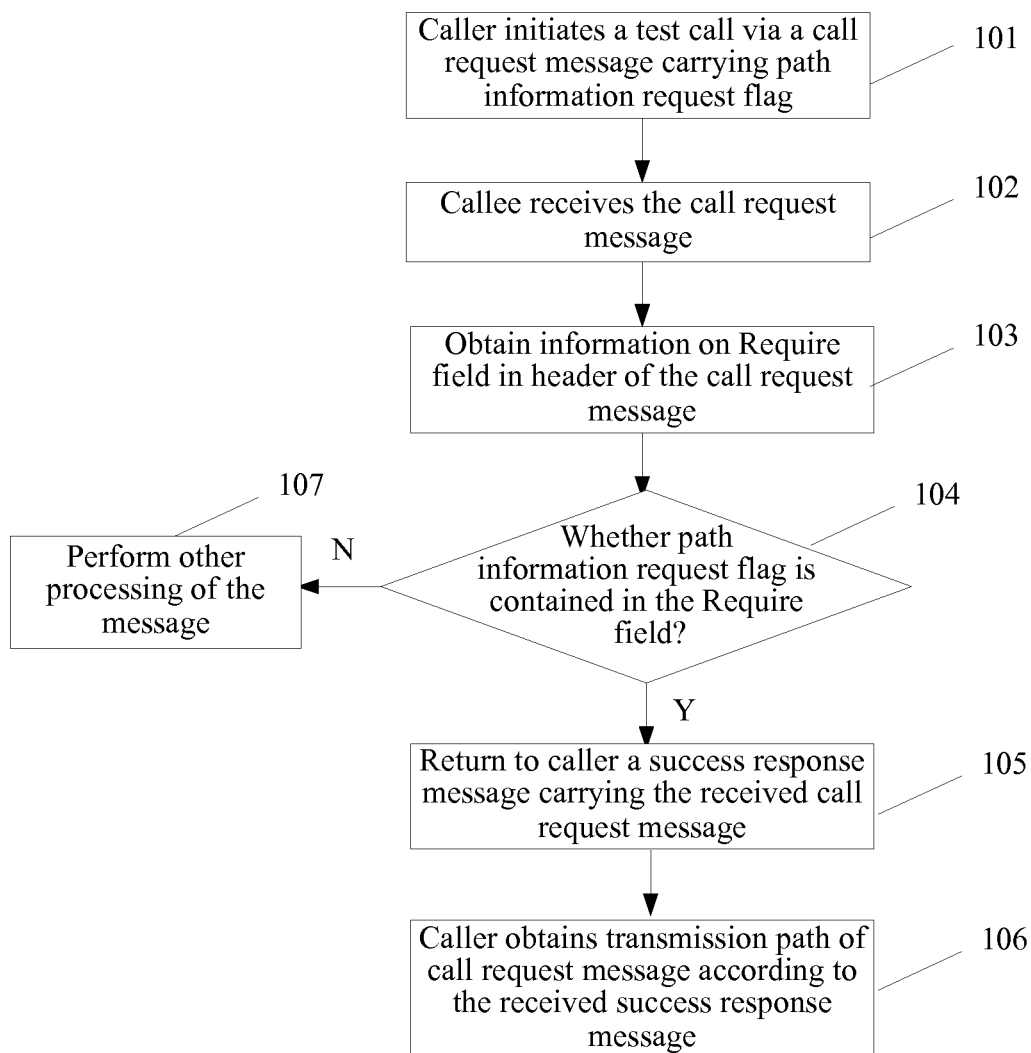 Caller initiates a test call via a call
request message carrying path
information request flag
101
Callee receives the call request
message
102
Obtain information on Require
field in header of the call request
message
103
Whether path
information request flag is
contained in the Require
field?
104
107
Perform other
processing of the
message
N
Y
Return to caller a success response
message carrying the received call
request message
105
Caller obtains transmission path of
call request message according to
the received success response
message
106